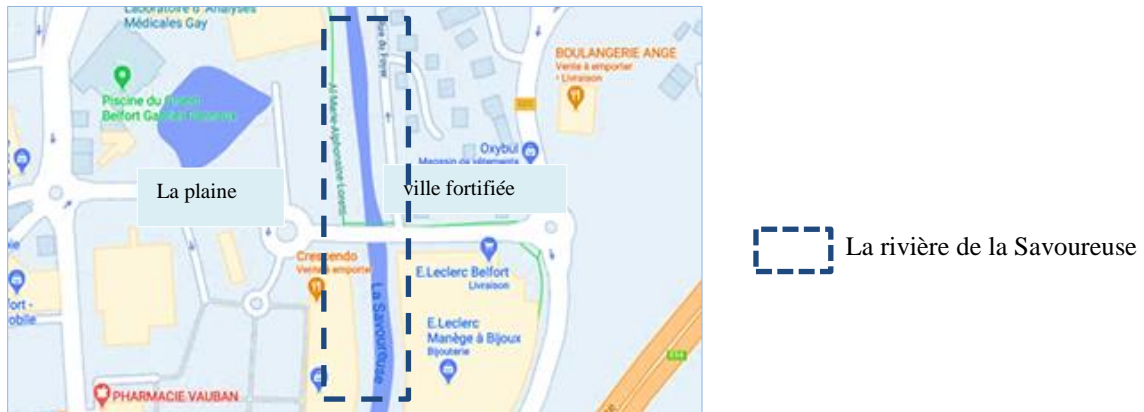 Laboratoire d'Analyses
Médicales Gay
BOULANGERIE ANGE
Vente à emporter
• Livraison
Piscine du
Belfort
Oxybul
Magasin de vêtements
La plaine
ville fortifiée
Crescendo
Vente à emporter
E.Leclerc Belfort
Livraison
La Savoureuse
E.Leclerc
Manège à Bijoux
Bijouterie
PHARMACIE VAUBAN
La rivière de la Savoureuse